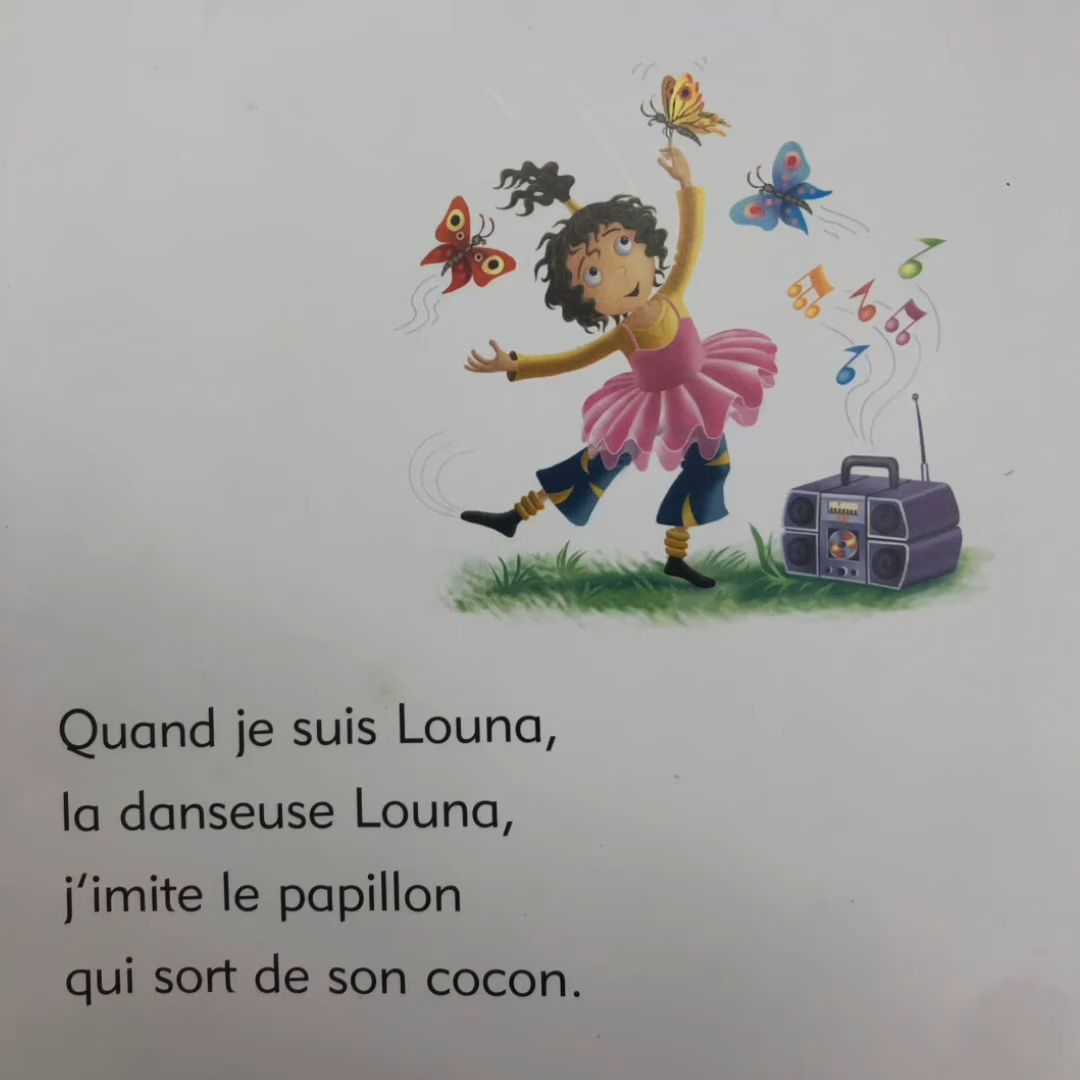 Quand je suis Louna,
la danseuse Louna,
j'imite le papillon
qui sort de son cocon.